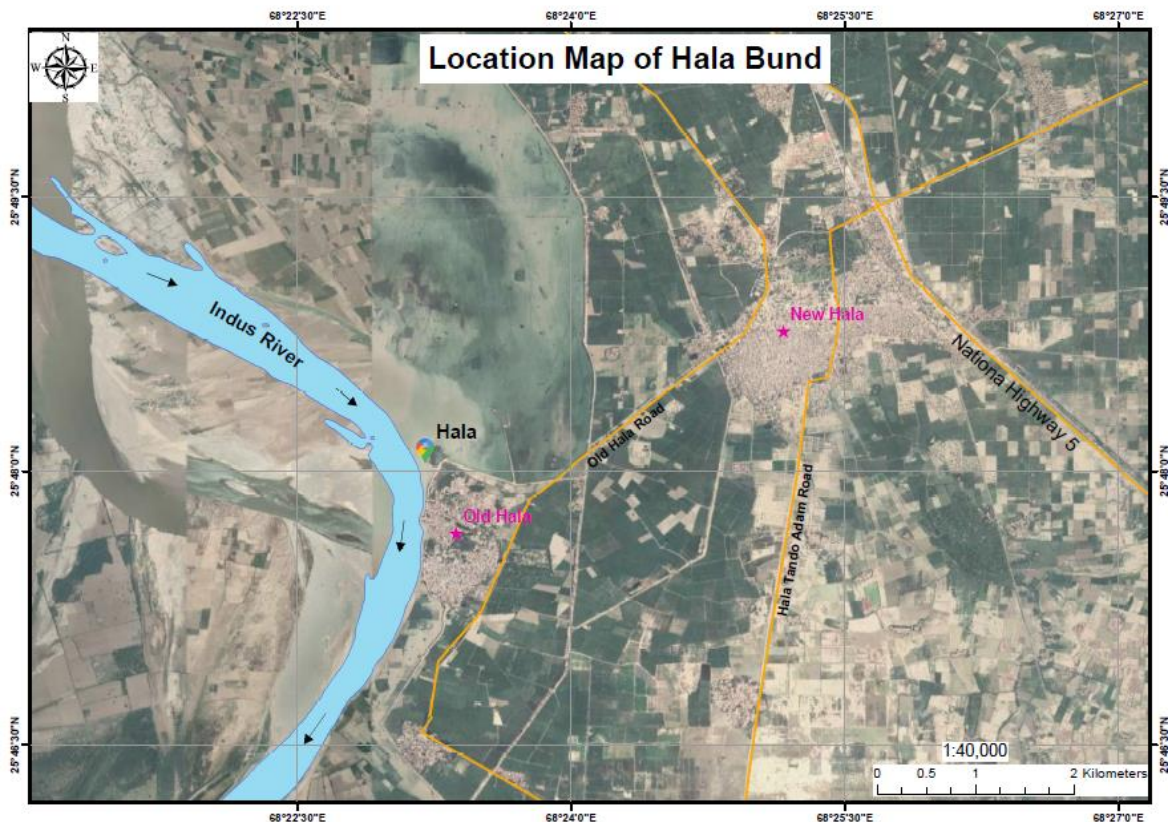 68°22'30"E
68°24'0"E
68°25'30"E
68°27'0"E
N
W
E
S
Location Map of Hala Bund
25°49'30"N
25°49'30"N
Indus River
New Hala
Nationa Highway 5
Hala
Old Hala Road
25°48'0"N
25°48'0"N
Old Hala
Hala Tando Adam Road
25°46'30"N
25°46'30"N
1:40,000
0 0.5 1 2 Kilometers
68°22'30"E
68°24'0"E
68°25'30"E
68°27'0"E